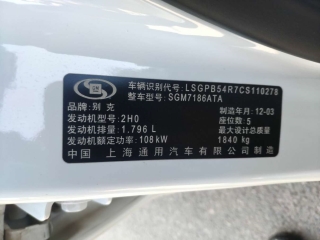 车辆识别代号: LSGPB54R7CS110278
整车型号: SGM7186ATA
品牌: 别克 制造年月: 12-03
发动机型号: 2H0 座位数: 5
发动机排量: 1.796 L 最大设计总质量
发动机额定功率: 108kW 1840 kg
中国 上海通用汽车有限公司制造